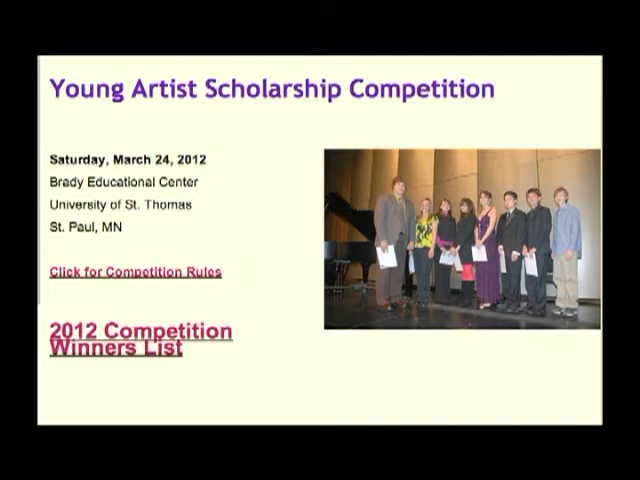 Young Artist Scholarship Competition
Saturday, March 24, 2012
Brady Educational Center
University of St. Thomas
St. Paul, MN
Click for Competition Rules
2012 Competition
Winners List